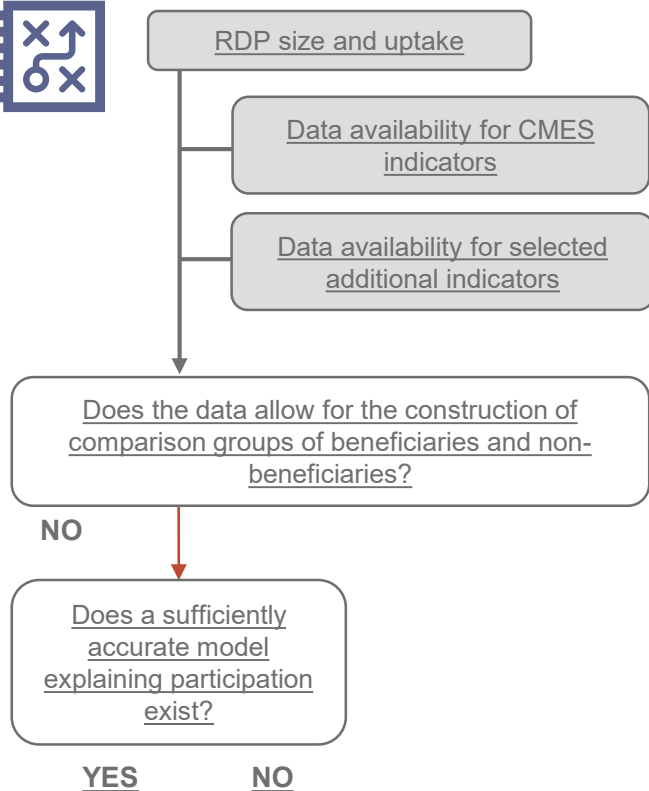 RDP size and uptake
Data availability for CMES
indicators
Data availability for selected
additional indicators
Does the data allow for the construction of
comparison groups of beneficiaries and non-
beneficiaries?
NO
Does a sufficiently
accurate model
explaining participation
exist?
YES NO